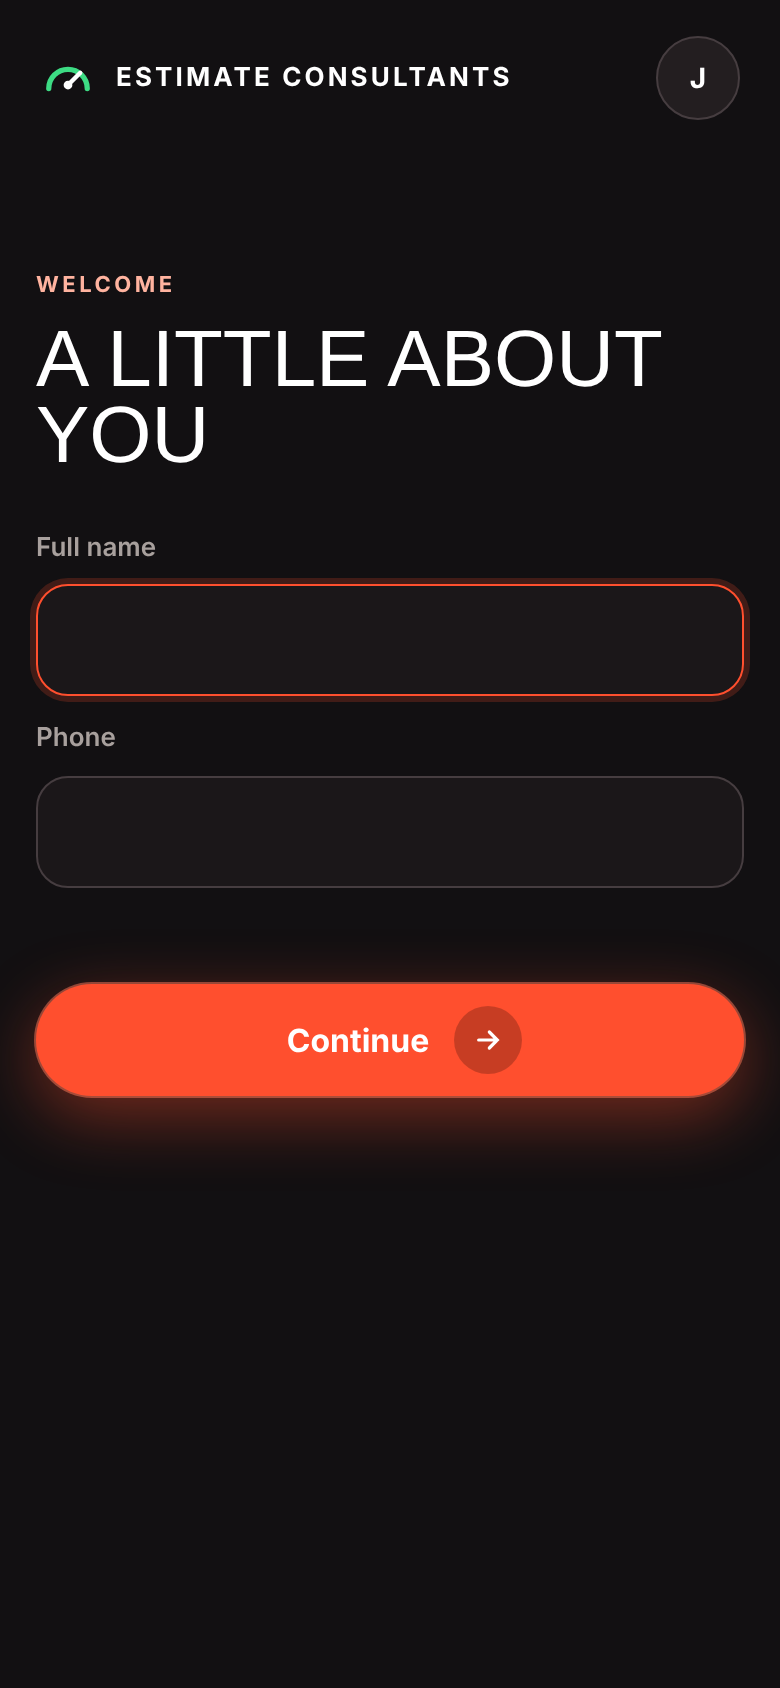 ESTIMATE CONSULTANTS
J
WELCOME
A LITTLE ABOUT
YOU
Full name
Phone
Continue